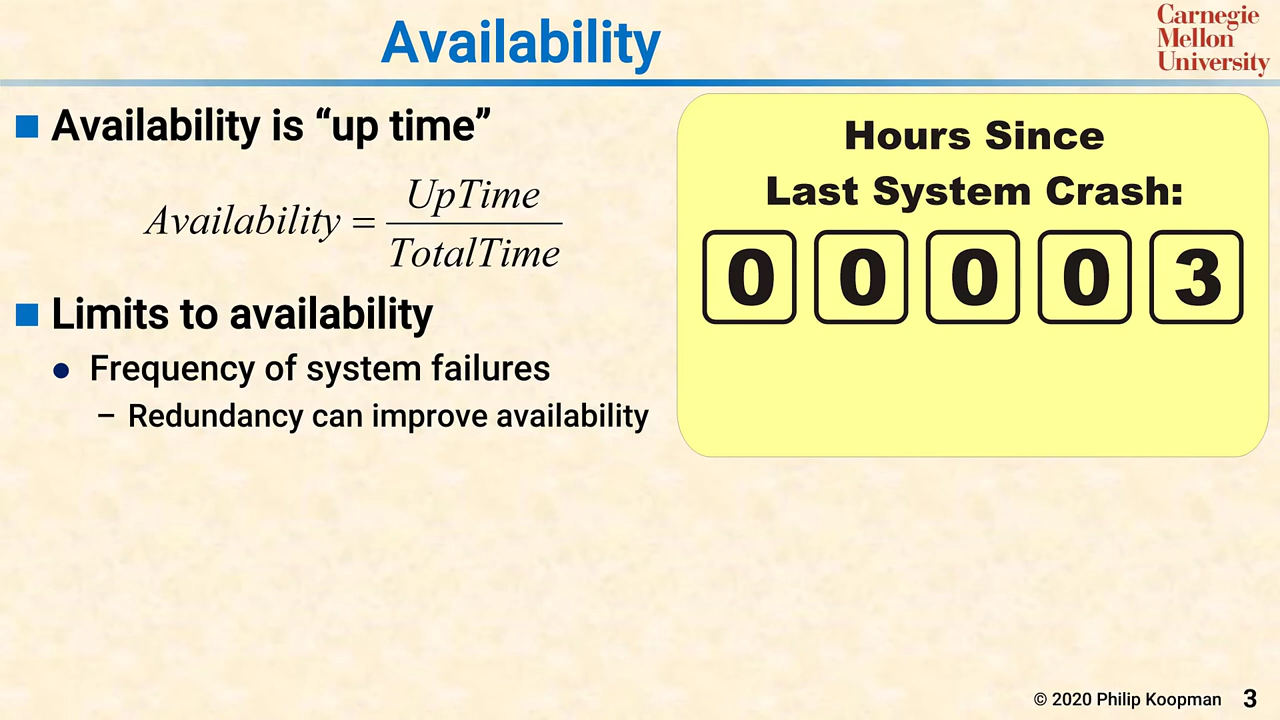 Availability
Carnegie
Mellon
University
Availability is “up time”
Availability = UpTime / TotalTime
Limits to availability
Frequency of system failures
– Redundancy can improve availability
Hours Since
Last System Crash:
0 0 0 0 3
© 2020 Philip Koopman 3